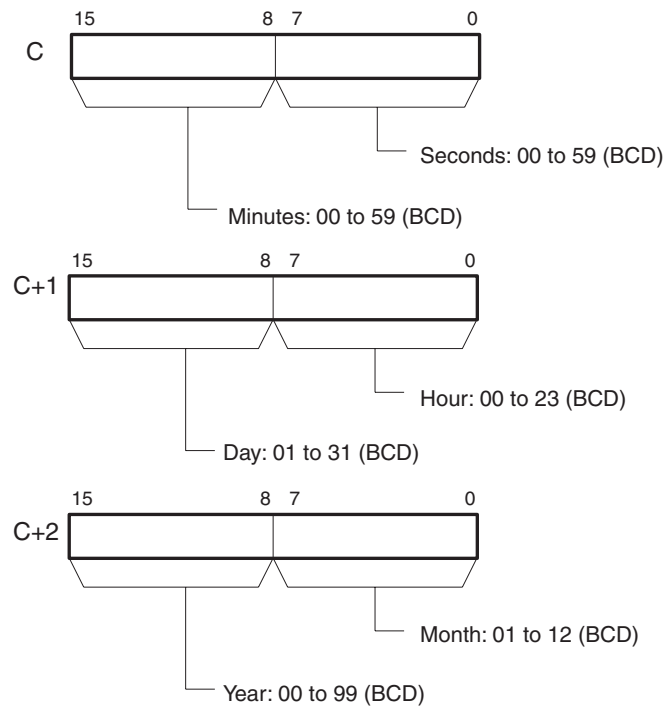 15 8 7 0
C
Seconds: 00 to 59 (BCD)
Minutes: 00 to 59 (BCD)
15 8 7 0
C+1
Hour: 00 to 23 (BCD)
Day: 01 to 31 (BCD)
15 8 7 0
C+2
Month: 01 to 12 (BCD)
Year: 00 to 99 (BCD)